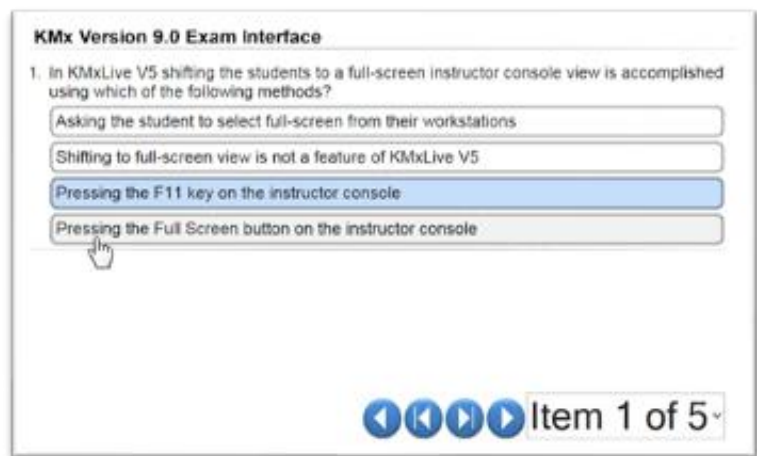 KMx Version 9.0 Exam Interface
1. In KMxLive V5 shifting the students to a full-screen instructor console view is accomplished
using which of the following methods?
Asking the student to select full-screen from their workstations
Shifting to full-screen view is not a feature of KMxLive V5
Pressing the F11 key on the instructor console
Pressing the Full Screen button on the instructor console
Item 1 of 5